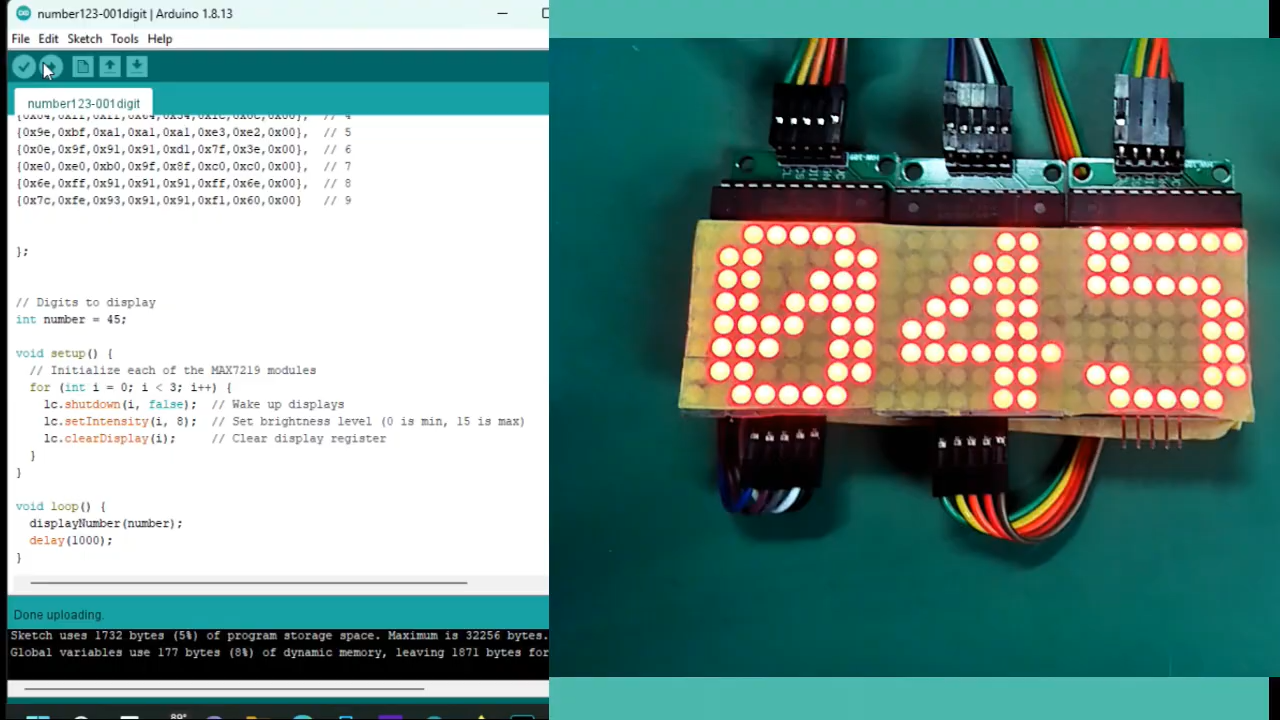 number123-001digit | Arduino 1.8.13
File Edit Sketch Tools Help
number123-001digit
{0x9e,0xbf,0xa1,0xa1,0xa1,0xe3,0xe2,0x00}, // 5
{0x0e,0x9f,0x91,0x91,0xd1,0x7f,0x3e,0x00}, // 6
{0xe0,0xe0,0xb0,0x9f,0x8f,0xc0,0xc0,0x00}, // 7
{0x6e,0xff,0x91,0x91,0xff,0x6e,0x00}, // 8
{0x7c,0xfe,0x93,0x91,0x91,0xf1,0x60,0x00} // 9
};
// Digits to display
int number = 45;
void setup() {
// Initialize each of the MAX7219 modules
for (int i = 0; i < 3; i++) {
lc.shutdown(i, false); // Wake up displays
lc.setIntensity(i, 8); // Set brightness level (0 is min, 15 is max)
lc.clearDisplay(i); // Clear display register
}
}
void loop() {
displayNumber(number);
delay(1000);
}
Done uploading.
Sketch uses 1732 bytes (5%) of program storage space. Maximum is 32256 bytes.
Global variables use 177 bytes (8%) of dynamic memory, leaving 1871 bytes for
89°
045